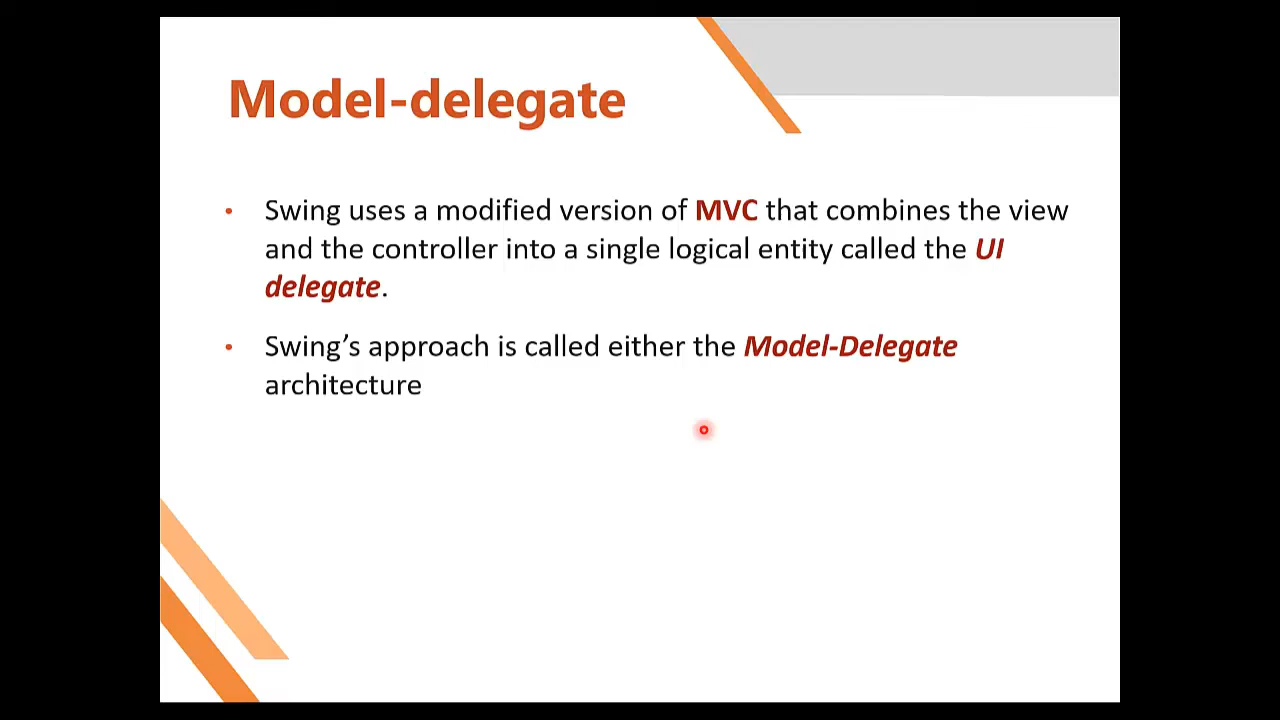 Model-delegate
• Swing uses a modified version of MVC that combines the view
and the controller into a single logical entity called the UI
delegate.
• Swing’s approach is called either the Model-Delegate
architecture